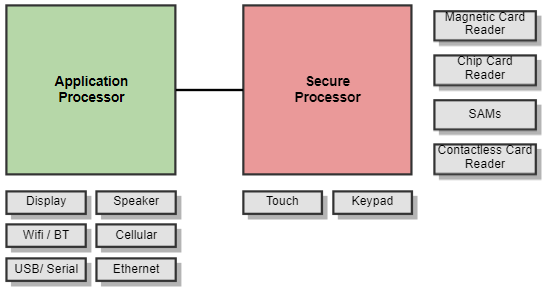 Application
Processor
Secure
Processor
Magnetic Card
Reader
Chip Card
Reader
SAMs
Contactless Card
Reader
Display
Speaker
Touch
Keypad
Wifi / BT
Cellular
USB/ Serial
Ethernet